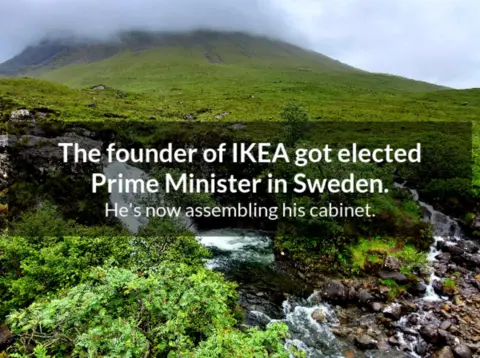 The founder of IKEA got elected
Prime Minister in Sweden.
He's now assembling his cabinet.